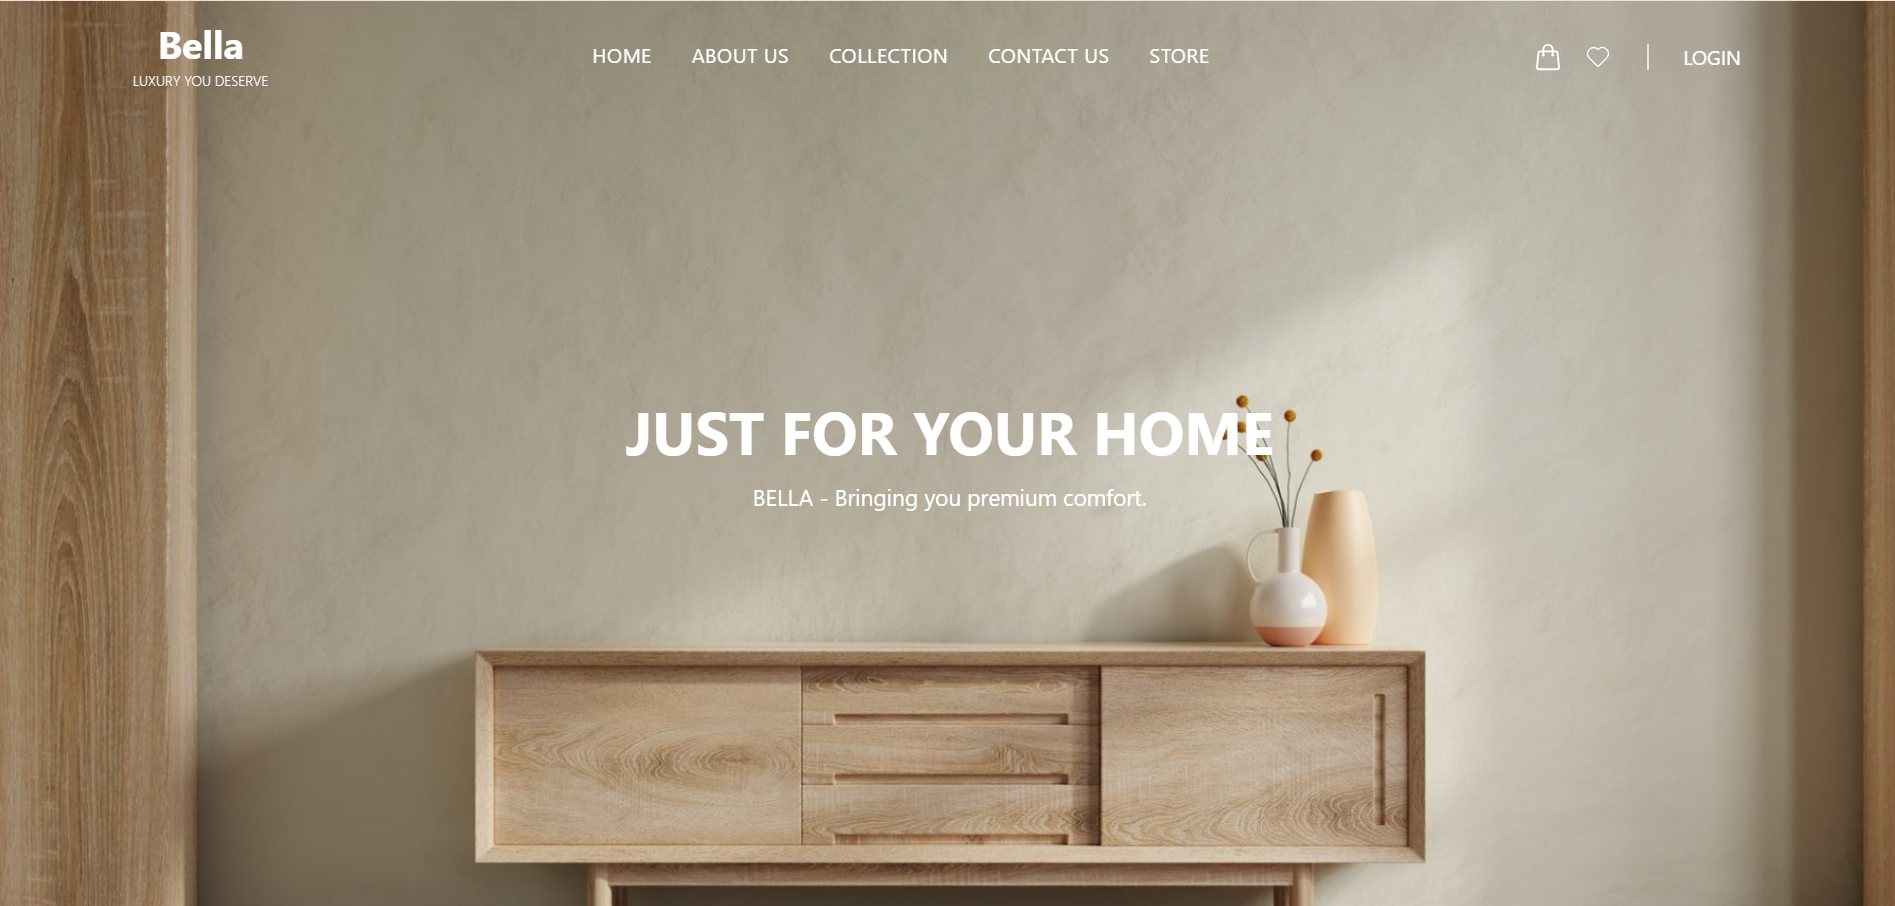 Bella
LUXURY YOU DESERVE
HOME ABOUT US COLLECTION CONTACT US STORE
LOGIN
JUST FOR YOUR HOME
BELLA - Bringing you premium comfort.